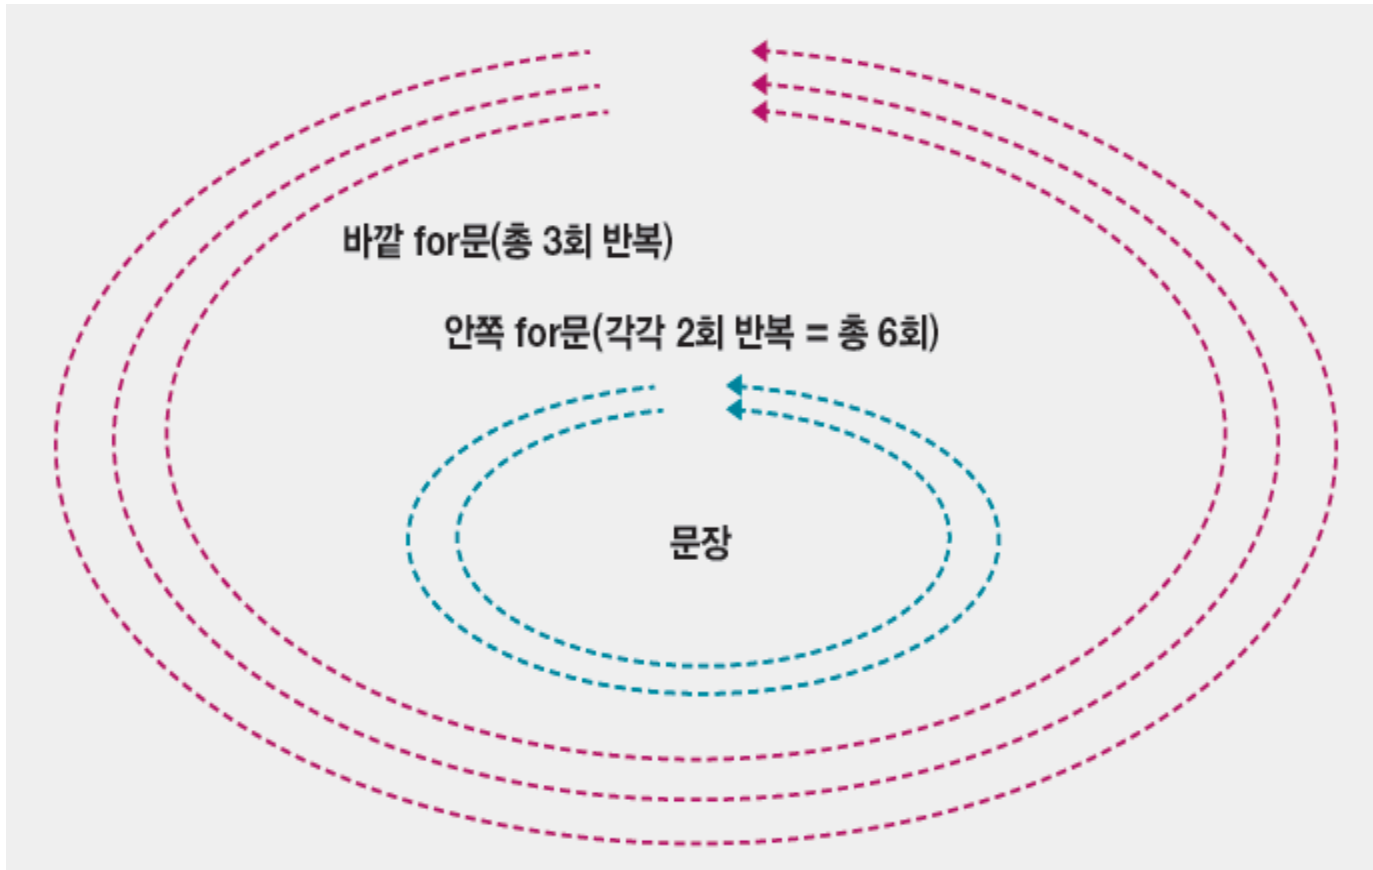 바깥 for문(총 3회 반복)
안쪽 for문(각각 2회 반복 = 총 6회)
문장